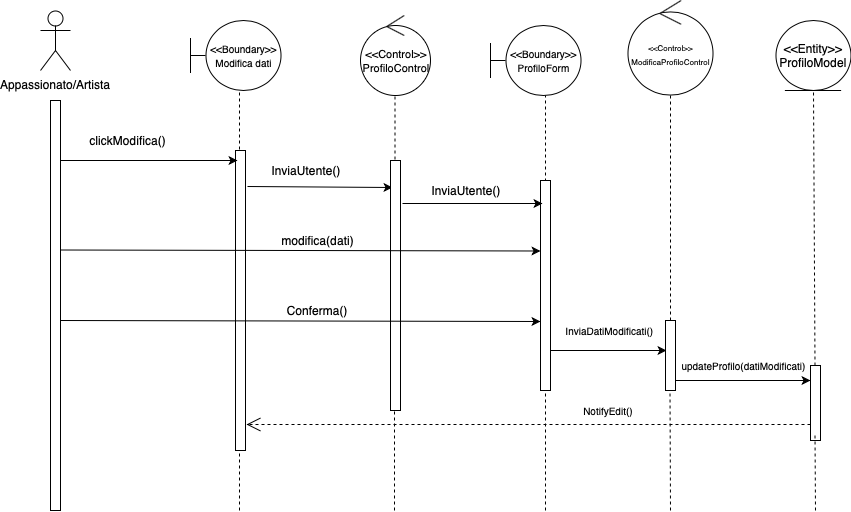 Appassionato/Artista
<<Boundary>>
Modifica dati
<<Control>>
ProfiloControl
<<Boundary>>
ProfiloForm
<<Control>>
ModificaProfiloControl
<<Entity>>
ProfiloModel
clickModifica()
InviaUtente()
InviaUtente()
modifica(dati)
Conferma()
InviaDatiModificati()
updateProfilo(datiModificati)
NotifyEdit()